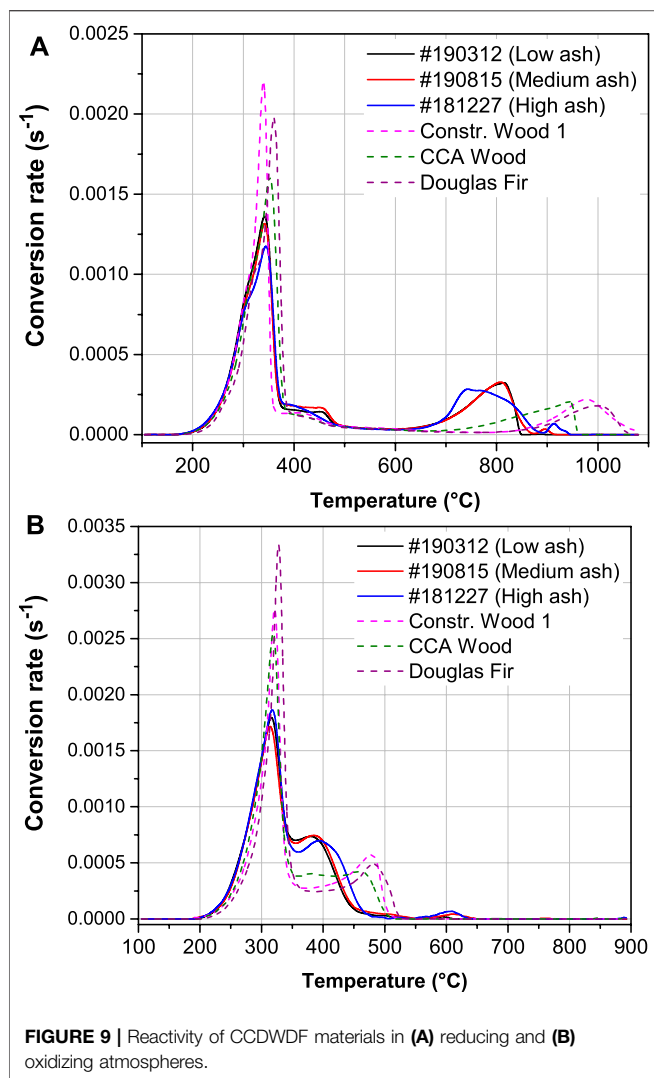 A
0.0025
0.0020
0.0015
0.0010
0.0005
0.0000
Conversion rate (s⁻¹)
#190312 (Low ash)
#190815 (Medium ash)
#181227 (High ash)
Constr. Wood 1
CCA Wood
Douglas Fir
200 400 600 800 1000
Temperature (°C)
B
0.0035
0.0030
0.0025
0.0020
0.0015
0.0010
0.0005
0.0000
Conversion rate (s⁻¹)
#190312 (Low ash)
#190815 (Medium ash)
#181227 (High ash)
Constr. Wood 1
CCA Wood
Douglas Fir
100 200 300 400 500 600 700 800 900
Temperature (°C)
FIGURE 9 | Reactivity of CCDWDF materials in (A) reducing and (B)
oxidizing atmospheres.